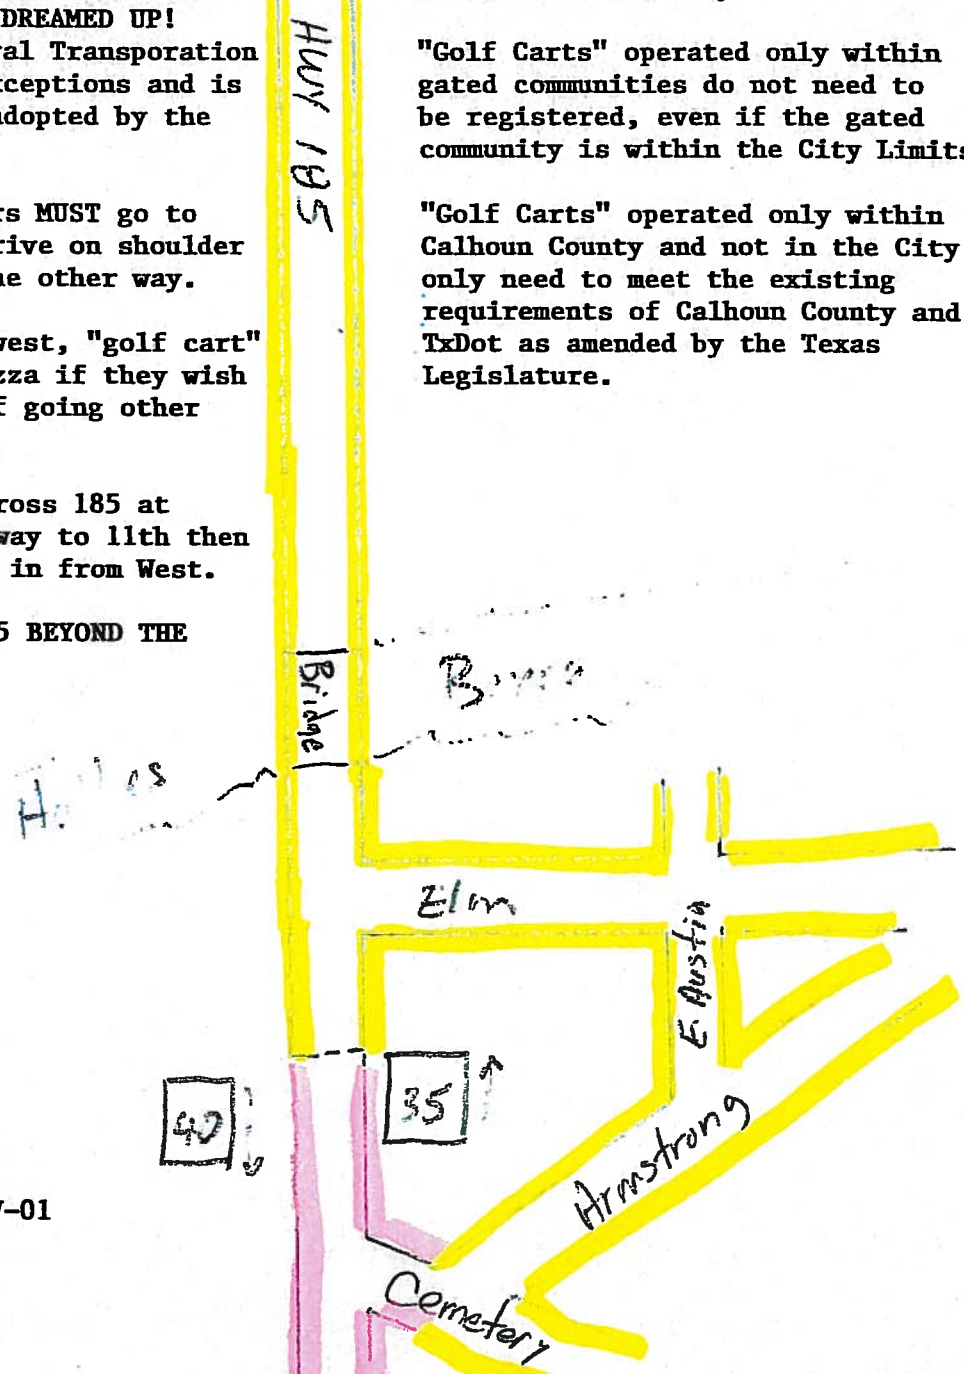 DREAMED UP!
al Transporation
ceptions and is
dopted by the
rs MUST go to
rive on shoulder
e other way.
west, "golf cart"
zza if they wish
f going other
ross 185 at
way to 11th then
in from West.
5 BEYOND THE
-01
HWY 185
"Golf Carts" operated only within
gated communities do not need to
be registered, even if the gated
community is within the City Limits
"Golf Carts" operated only within
Calhoun County and not in the City
only need to meet the existing
requirements of Calhoun County and
TxDot as amended by the Texas
Legislature.
Bridge
Elm
E. Austin
40
35
Armstrong
Cemetery